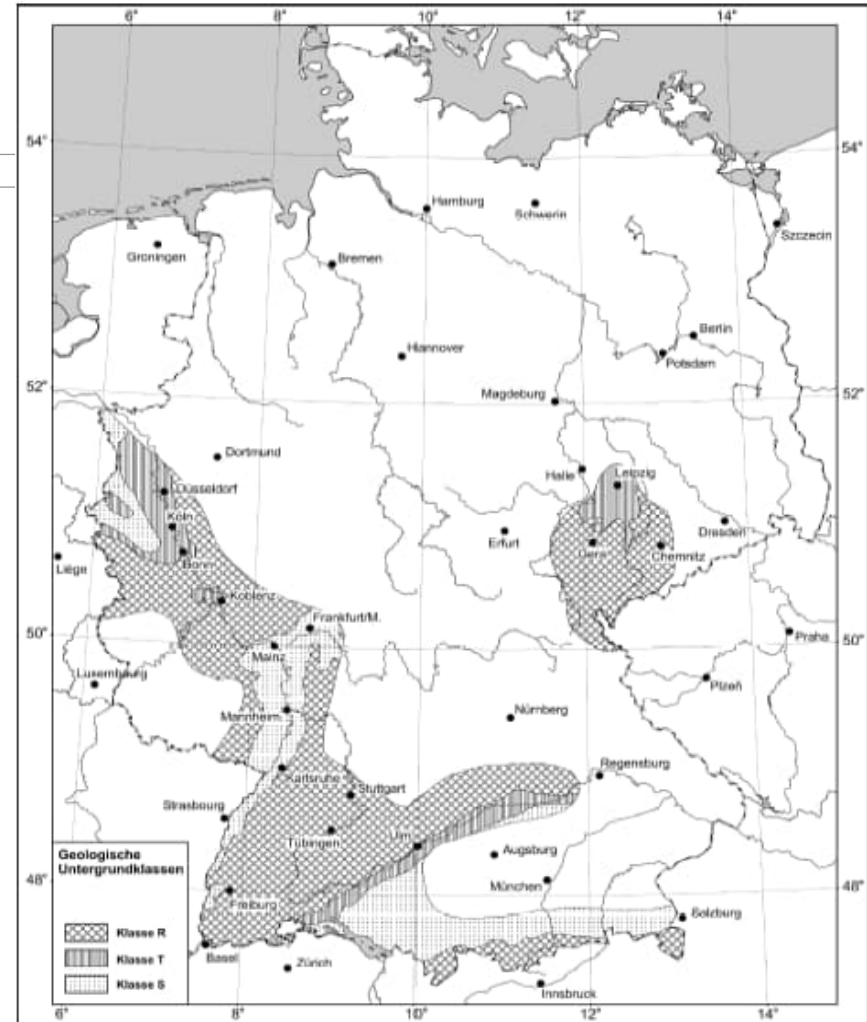 6° 8° 10° 12° 14°
54° 54°
Hamburg
Schwerin
Szczecin
Groningen
Bremen
Berlin
Hannover
Potsdam
52° 52°
Magdeburg
Dortmund
Halle
Leipzig
Düsseldorf
Köln
Erfurt
Dresden
Bonn
Gera
Chemnitz
Liège
Koblenz
Frankfurt/M.
50° 50°
Praha
Mainz
Luxembourg
Plzeň
Mannheim
Nürnberg
Karlsruhe
Regensburg
Stuttgart
Strasbourg
Tübingen
Ulm
Augsburg
Geologische
Untergrundklassen
München
48° 48°
Freiburg
Salzburg
Klasse R
Basel
Klasse T
Zürich
Klasse S
Innsbruck
6° 8° 10° 12° 14°